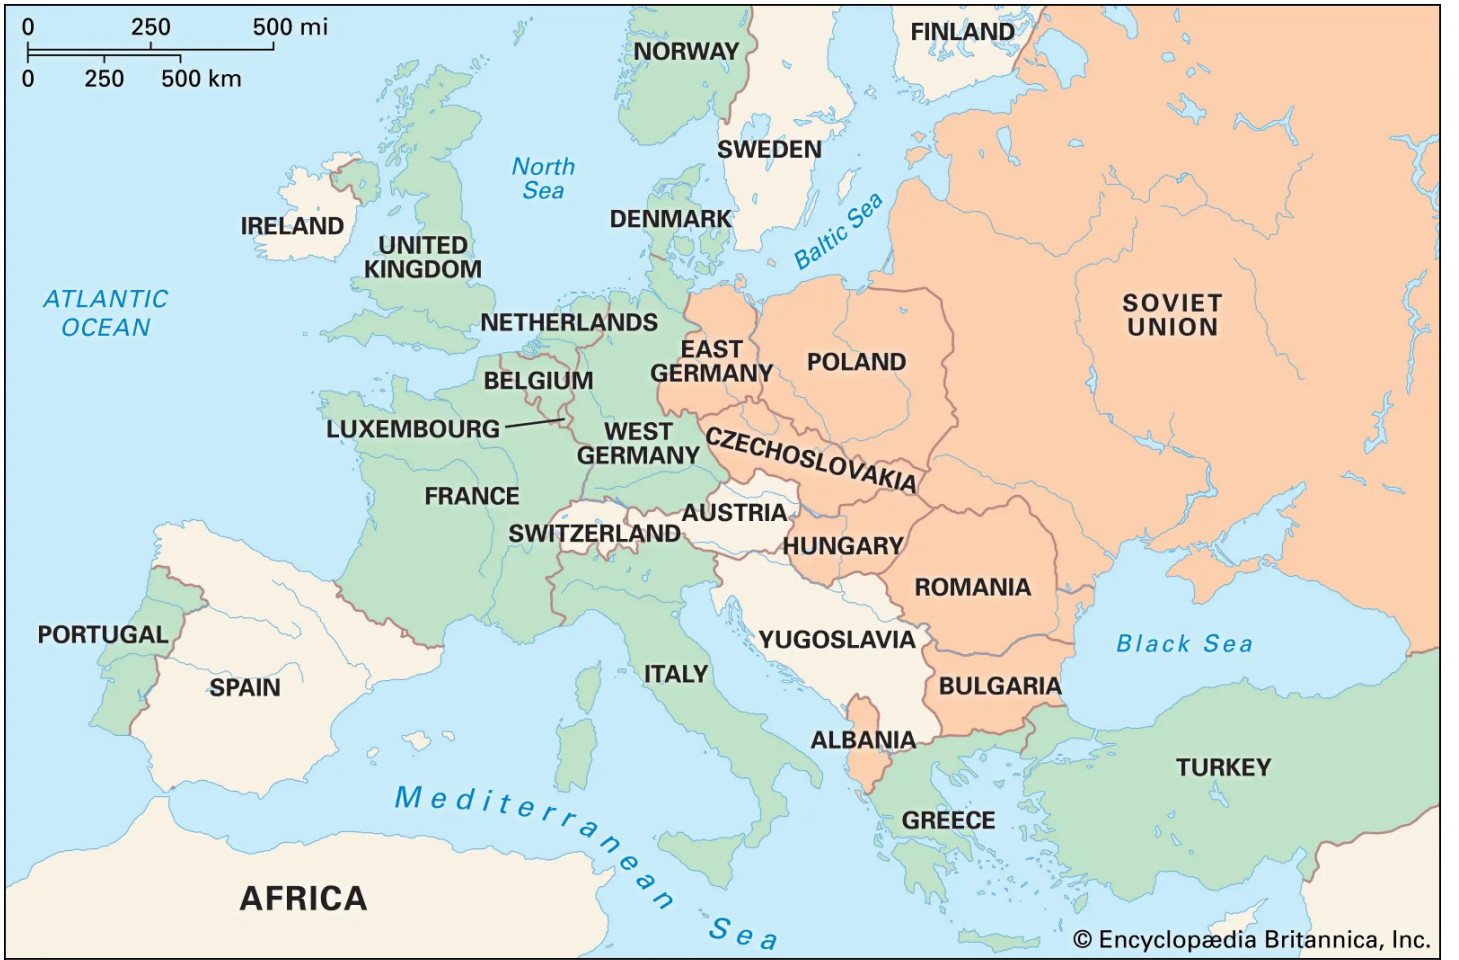 0 250 500 mi
0 250 500 km
NORWAY
FINLAND
SWEDEN
North
Sea
IRELAND
DENMARK
Baltic Sea
UNITED
KINGDOM
ATLANTIC
OCEAN
SOVIET
UNION
NETHERLANDS
EAST
GERMANY
POLAND
BELGIUM
LUXEMBOURG
WEST
GERMANY
CZECHOSLOVAKIA
FRANCE
AUSTRIA
SWITZERLAND
HUNGARY
ROMANIA
PORTUGAL
YUGOSLAVIA
Black Sea
SPAIN
ITALY
BULGARIA
ALBANIA
TURKEY
Mediterranean Sea
GREECE
AFRICA
© Encyclopædia Britannica, Inc.